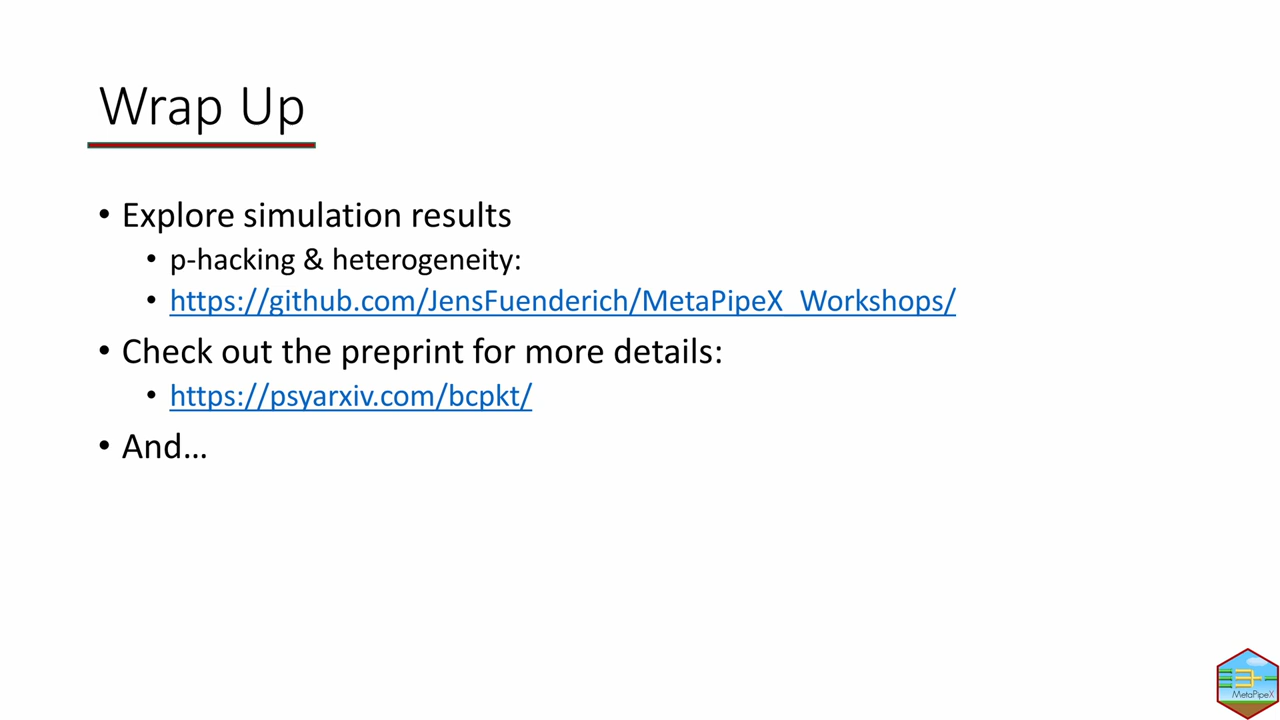 Wrap Up
• Explore simulation results
• p-hacking & heterogeneity:
• https://github.com/JensFuenderich/MetaPipeX_Workshops/
• Check out the preprint for more details:
• https://psyarxiv.com/bcpkt/
• And…
MetaPipeX